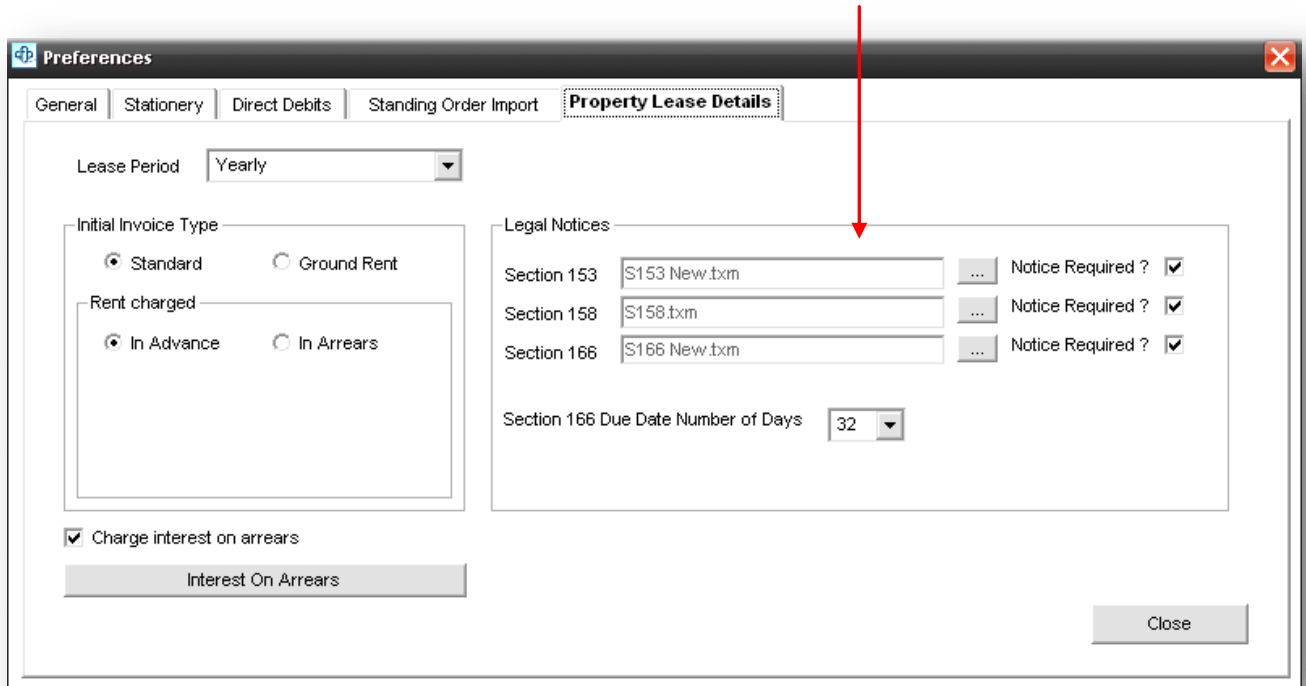 Preferences
General Stationery Direct Debits Standing Order Import Property Lease Details
Lease Period Yearly
Initial Invoice Type
Standard Ground Rent
Rent charged
In Advance In Arrears
Legal Notices
Section 153 S153 New.txm ... Notice Required ?
Section 158 S158.txm ... Notice Required ?
Section 166 S166 New.txm ... Notice Required ?
Section 166 Due Date Number of Days 32
Charge interest on arrears
Interest On Arrears
Close